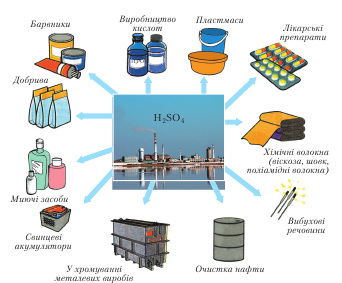 Барвники
Виробництво
кислот
Пластмаси
Лікарські
препарати
Добрива
H₂SO₄
Хімічні волокна
(віскоза, шовк,
поліамідні волокна)
Миючі засоби
Свинцеві
акумулятори
Вибухові
речовини
У хромуванні
металевих виробів
Очистка нафти